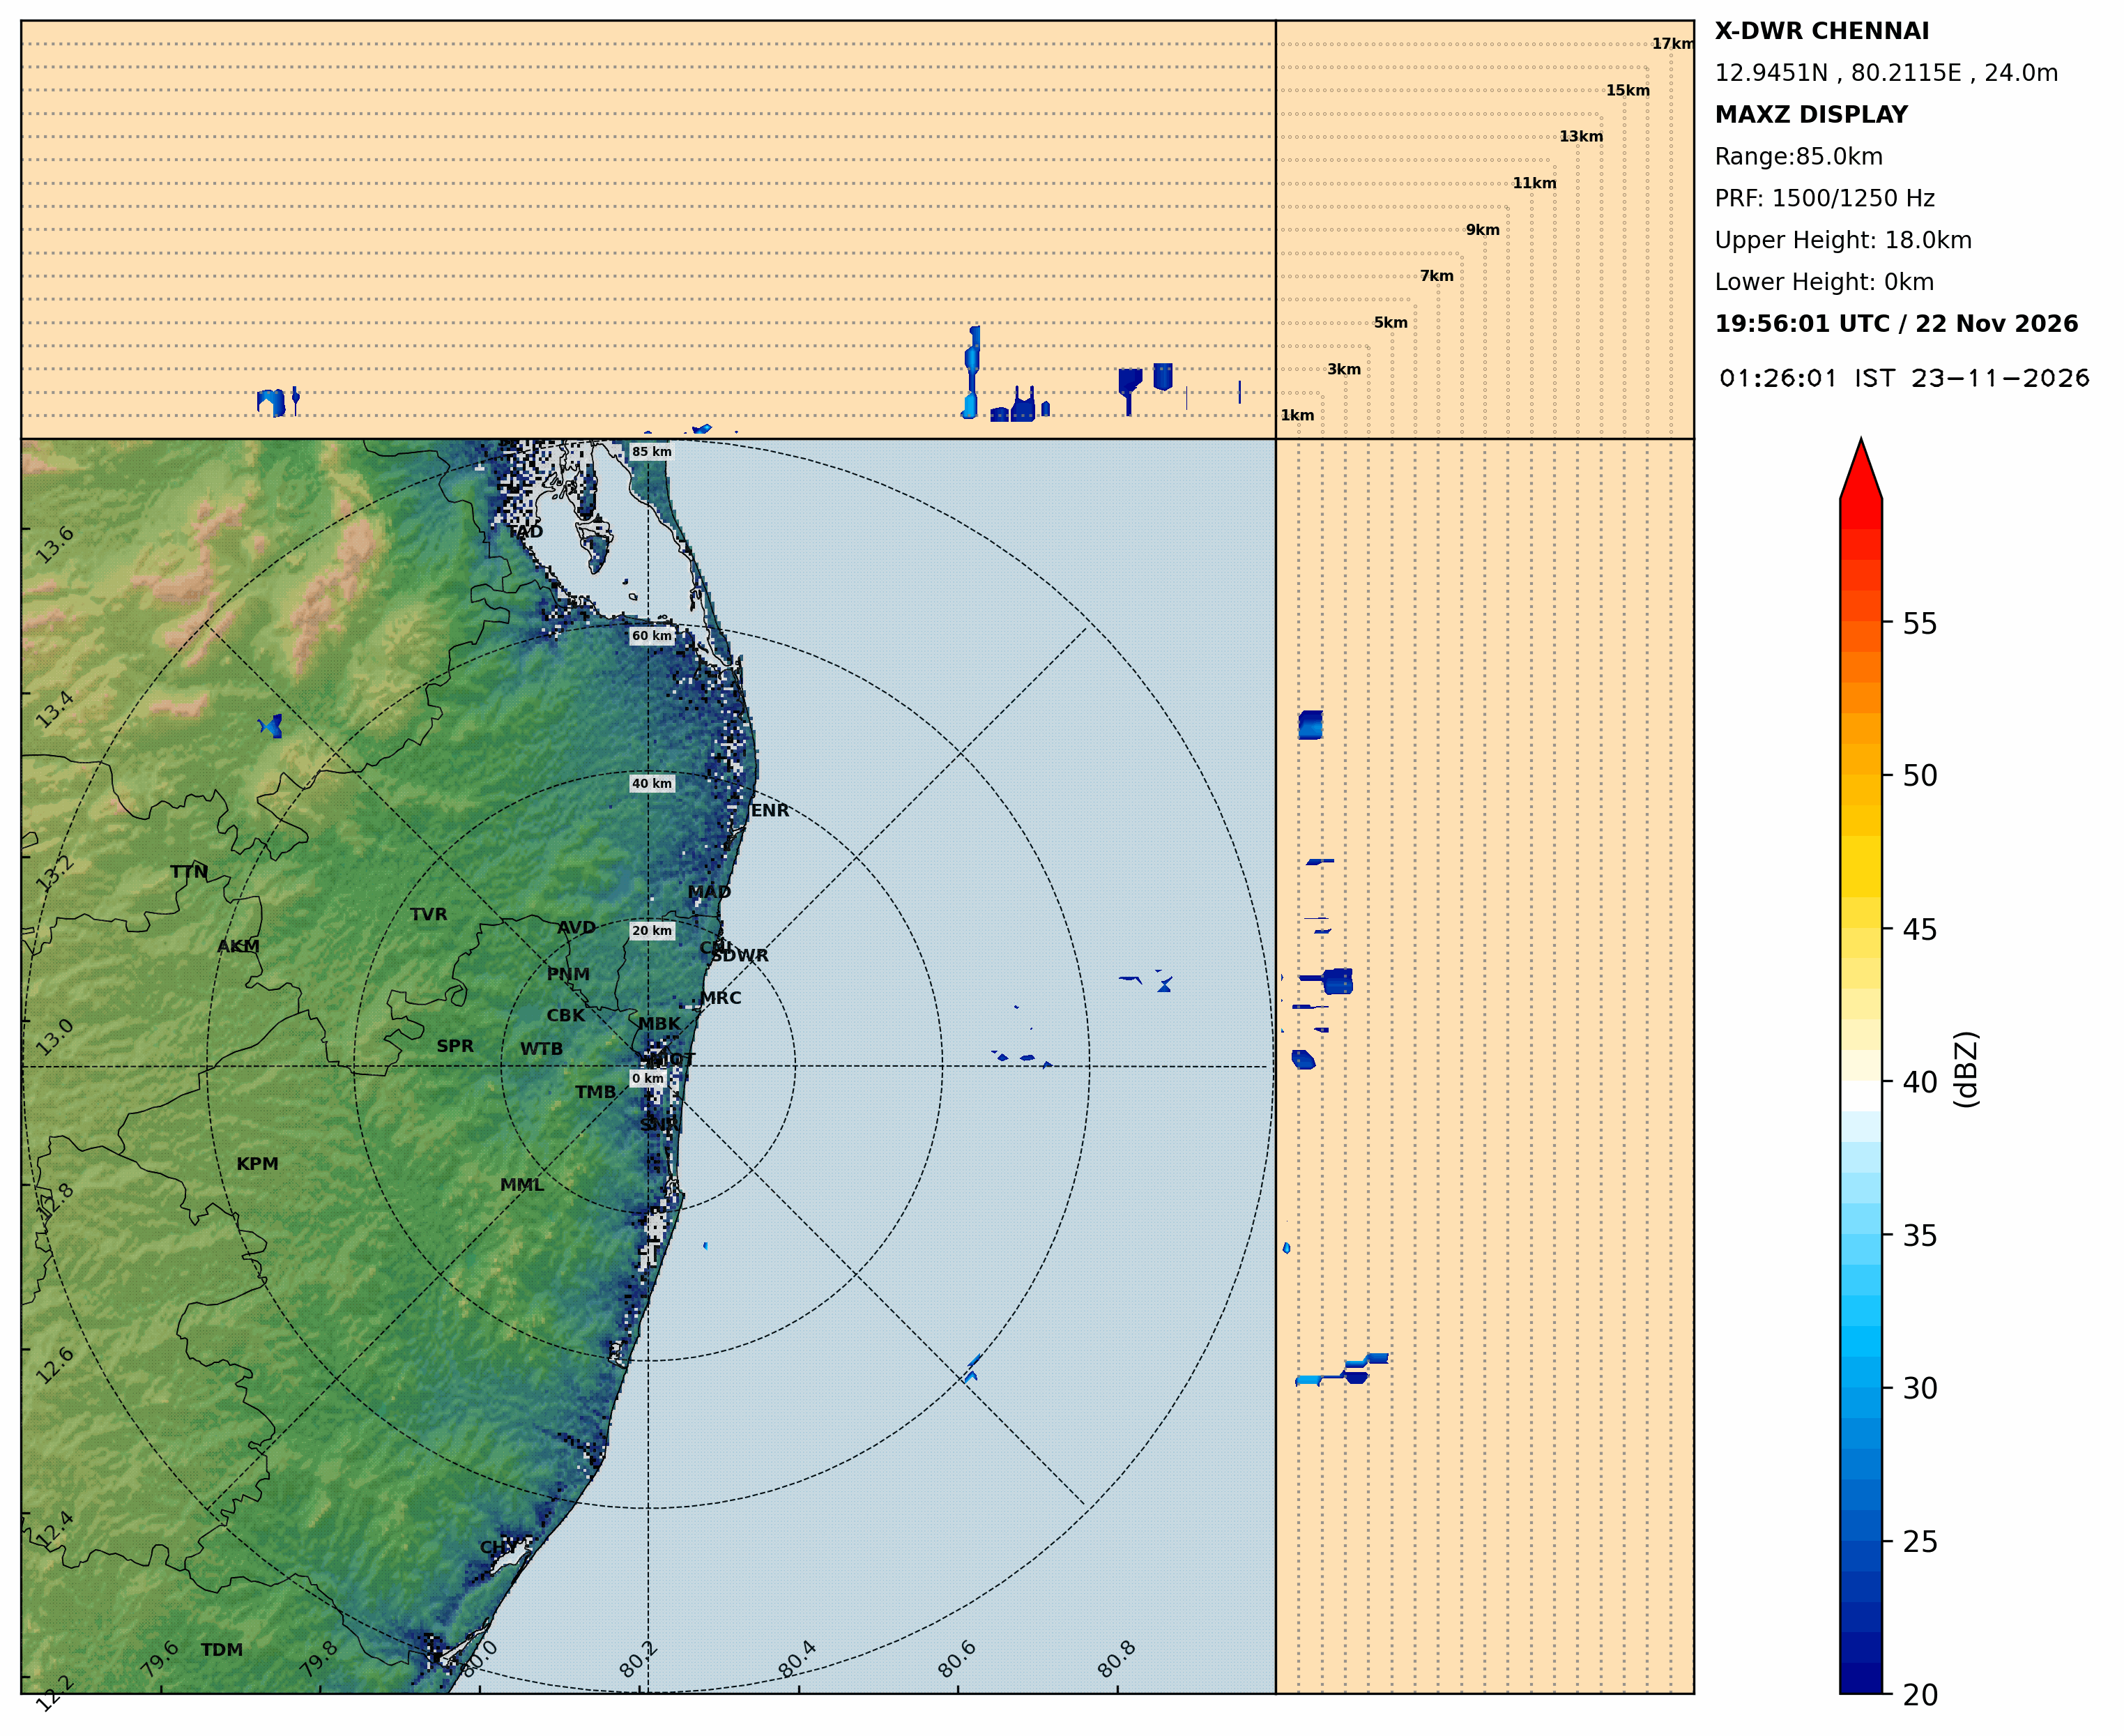 X-DWR CHENNAI
12.9451N , 80.2115E , 24.0m
MAXZ DISPLAY
Range:85.0km
PRF: 1500/1250 Hz
Upper Height: 18.0km
Lower Height: 0km
19:56:01 UTC / 22 Nov 2026
01:26:01 IST 23-11-2026
17km
15km
13km
11km
9km
7km
5km
3km
1km
85 km
60 km
40 km
20 km
0 km
TAD
ENR
MAD
TTN
TVR
AVD
AKM
SDWR
PNM
MRC
CBK
MBK
SPR
WTB
TMB
SNR
KPM
MML
CHY
TDM
13.6
13.4
13.2
13.0
12.8
12.6
12.4
12.2
79.6
79.8
80.0
80.2
80.4
80.6
80.8
55
50
45
40
35
30
25
20
(dBZ)